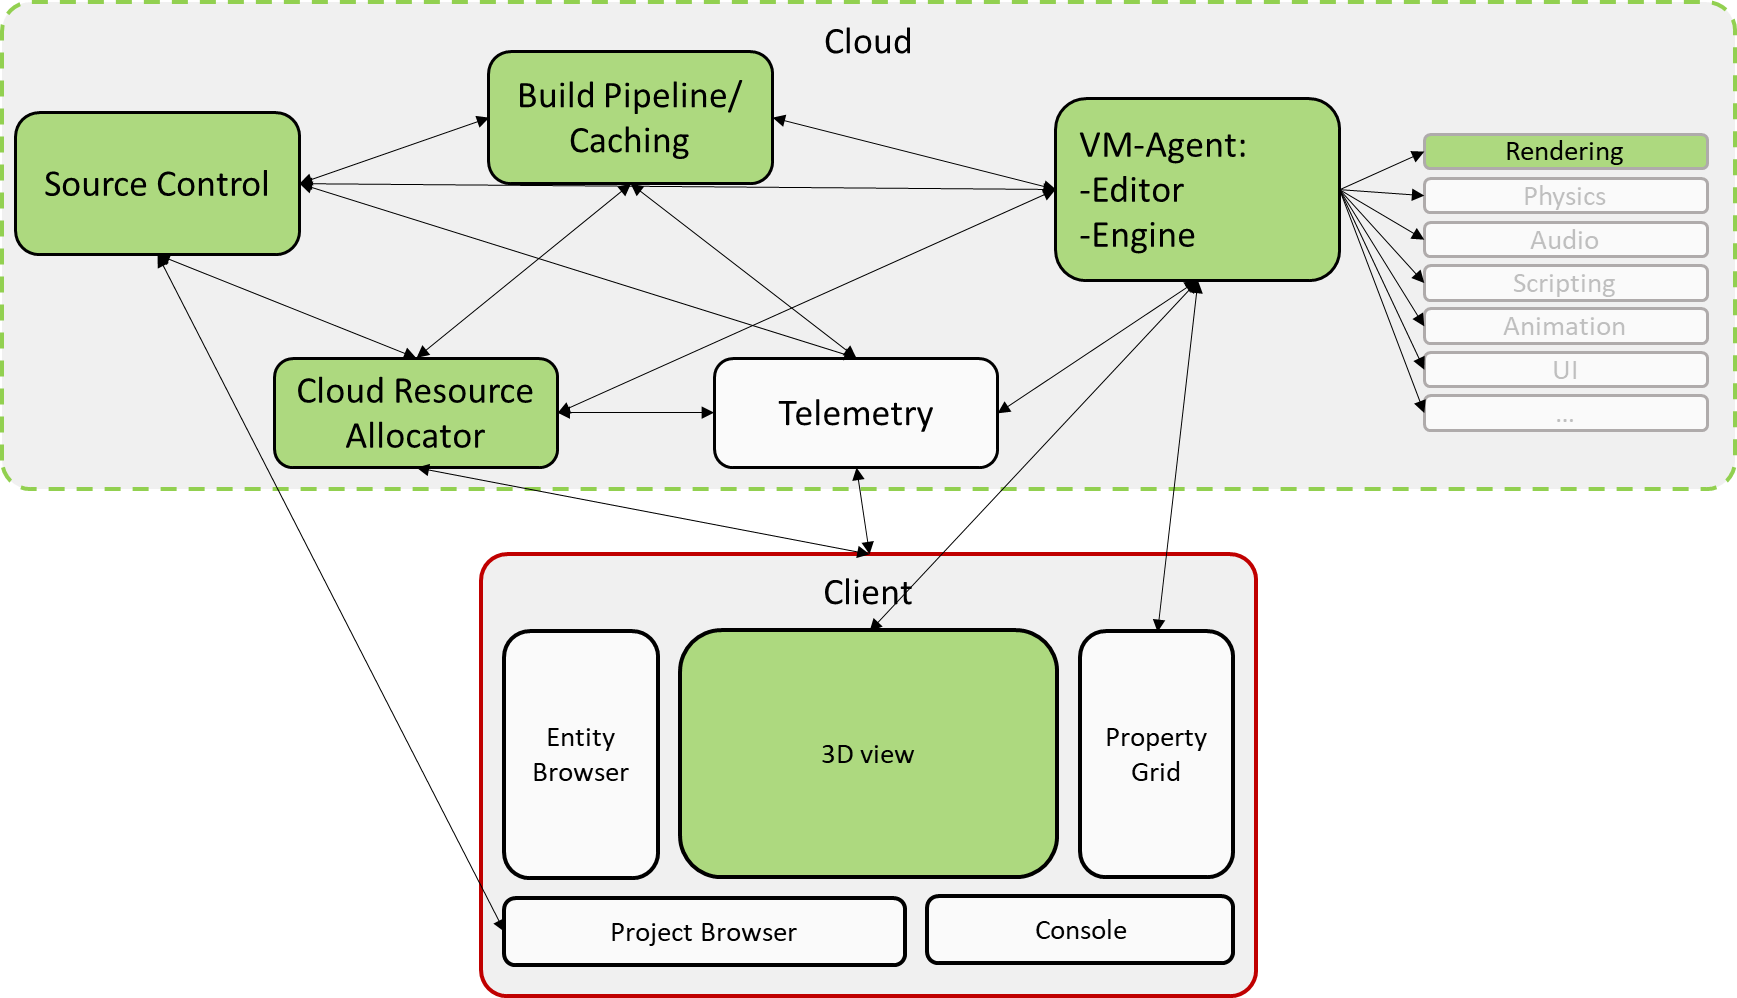 Cloud
Build Pipeline/
Caching
Source Control
VM-Agent:
-Editor
-Engine
Rendering
Physics
Audio
Scripting
Animation
UI
...
Cloud Resource
Allocator
Telemetry
Client
Entity
Browser
3D view
Property
Grid
Project Browser
Console